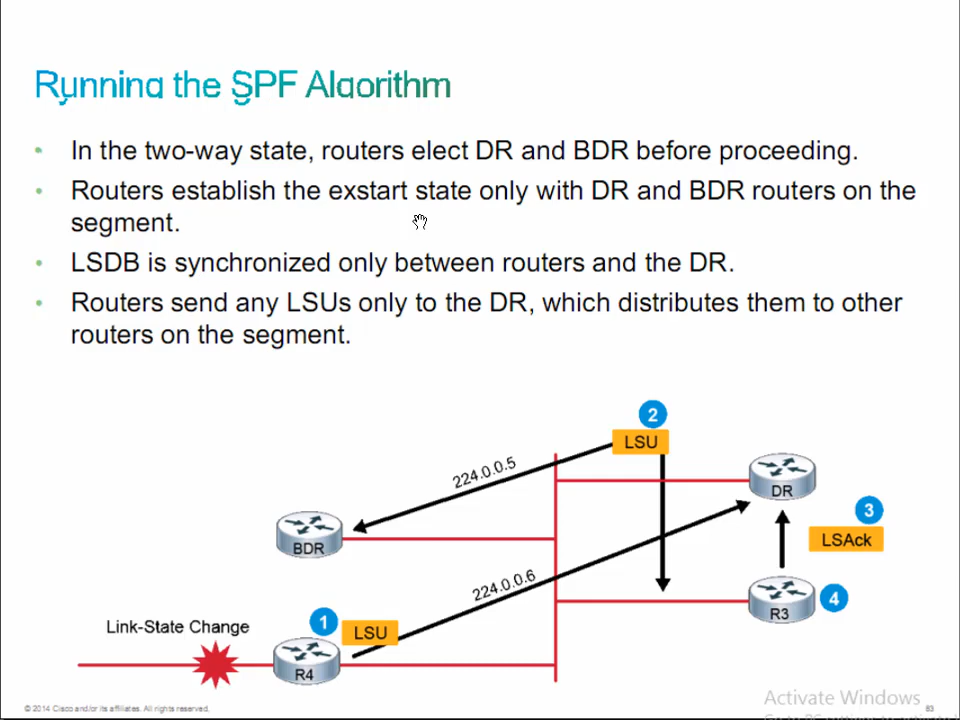 Running the SPF Algorithm
• In the two-way state, routers elect DR and BDR before proceeding.
• Routers establish the exstart state only with DR and BDR routers on the
segment.
• LSDB is synchronized only between routers and the DR.
• Routers send any LSUs only to the DR, which distributes them to other
routers on the segment.
2
LSU
224.0.0.5
DR
3
LSAck
BDR
224.0.0.6
4
R3
Link-State Change
1
LSU
R4
Activate Windows
© 2014 Cisco and/or its affiliates. All rights reserved.
83